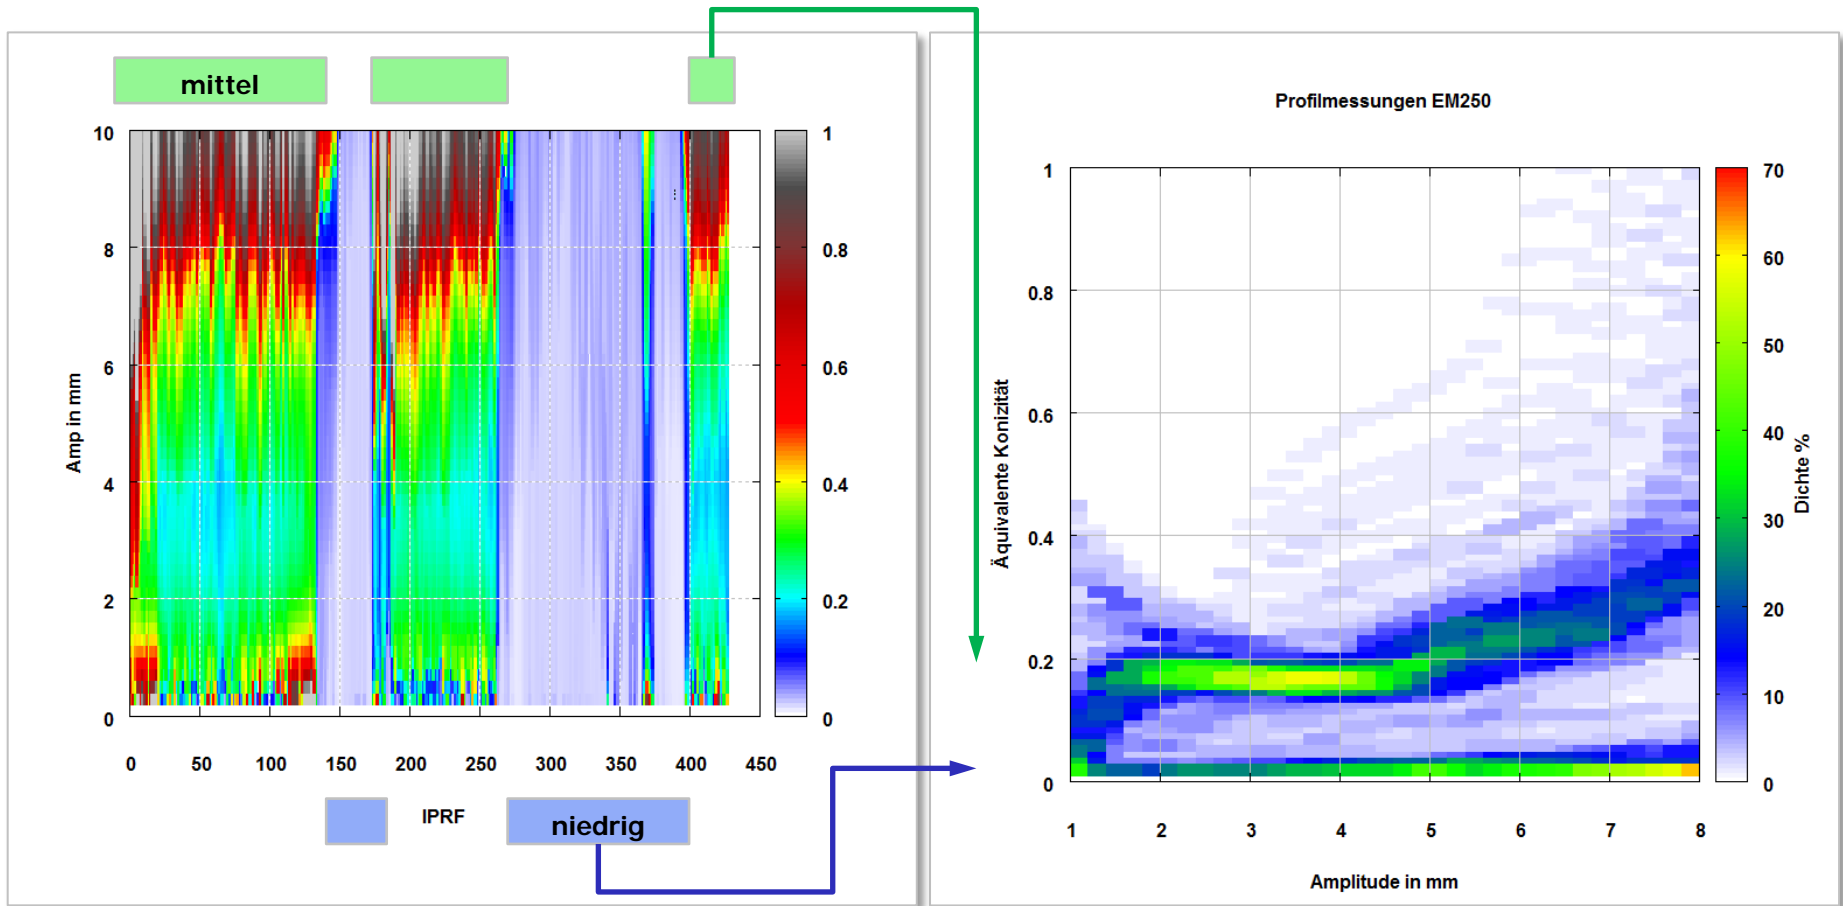 mittel
10
8
6
4
2
0
Amp in mm
0 50 100 150 200 250 300 350 400 450
IPRF
niedrig
1
0.8
0.6
0.4
0.2
0
Profilmessungen EM250
1
0.8
0.6
0.4
0.2
0
Äquivalente Konizität
1 2 3 4 5 6 7 8
Amplitude in mm
70
60
50
40
30
20
10
0
Dichte %